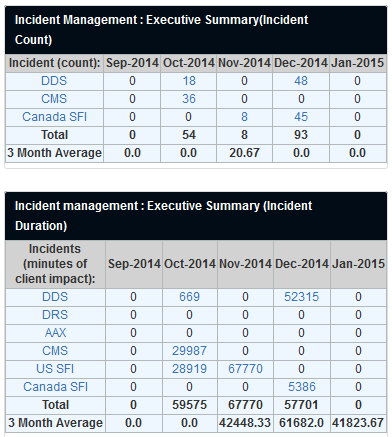 Incident Management : Executive Summary(Incident
Count)
Incident (count): Sep-2014 Oct-2014 Nov-2014 Dec-2014 Jan-2015
DDS 0 18 0 48 0
CMS 0 36 0 0 0
Canada SFI 0 0 8 45 0
Total 0 54 8 93 0
3 Month Average 0.0 0.0 20.67 0.0 0.0
Incident management : Executive Summary (Incident
Duration)
Incidents
(minutes of
client impact): Sep-2014 Oct-2014 Nov-2014 Dec-2014 Jan-2015
DDS 0 669 0 52315 0
DRS 0 0 0 0 0
AAX 0 0 0 0 0
CMS 0 29987 0 0 0
US SFI 0 28919 67770 0 0
Canada SFI 0 0 0 5386 0
Total 0 59575 67770 57701 0
3 Month Average 0.0 0.0 42448.33 61682.0 41823.67